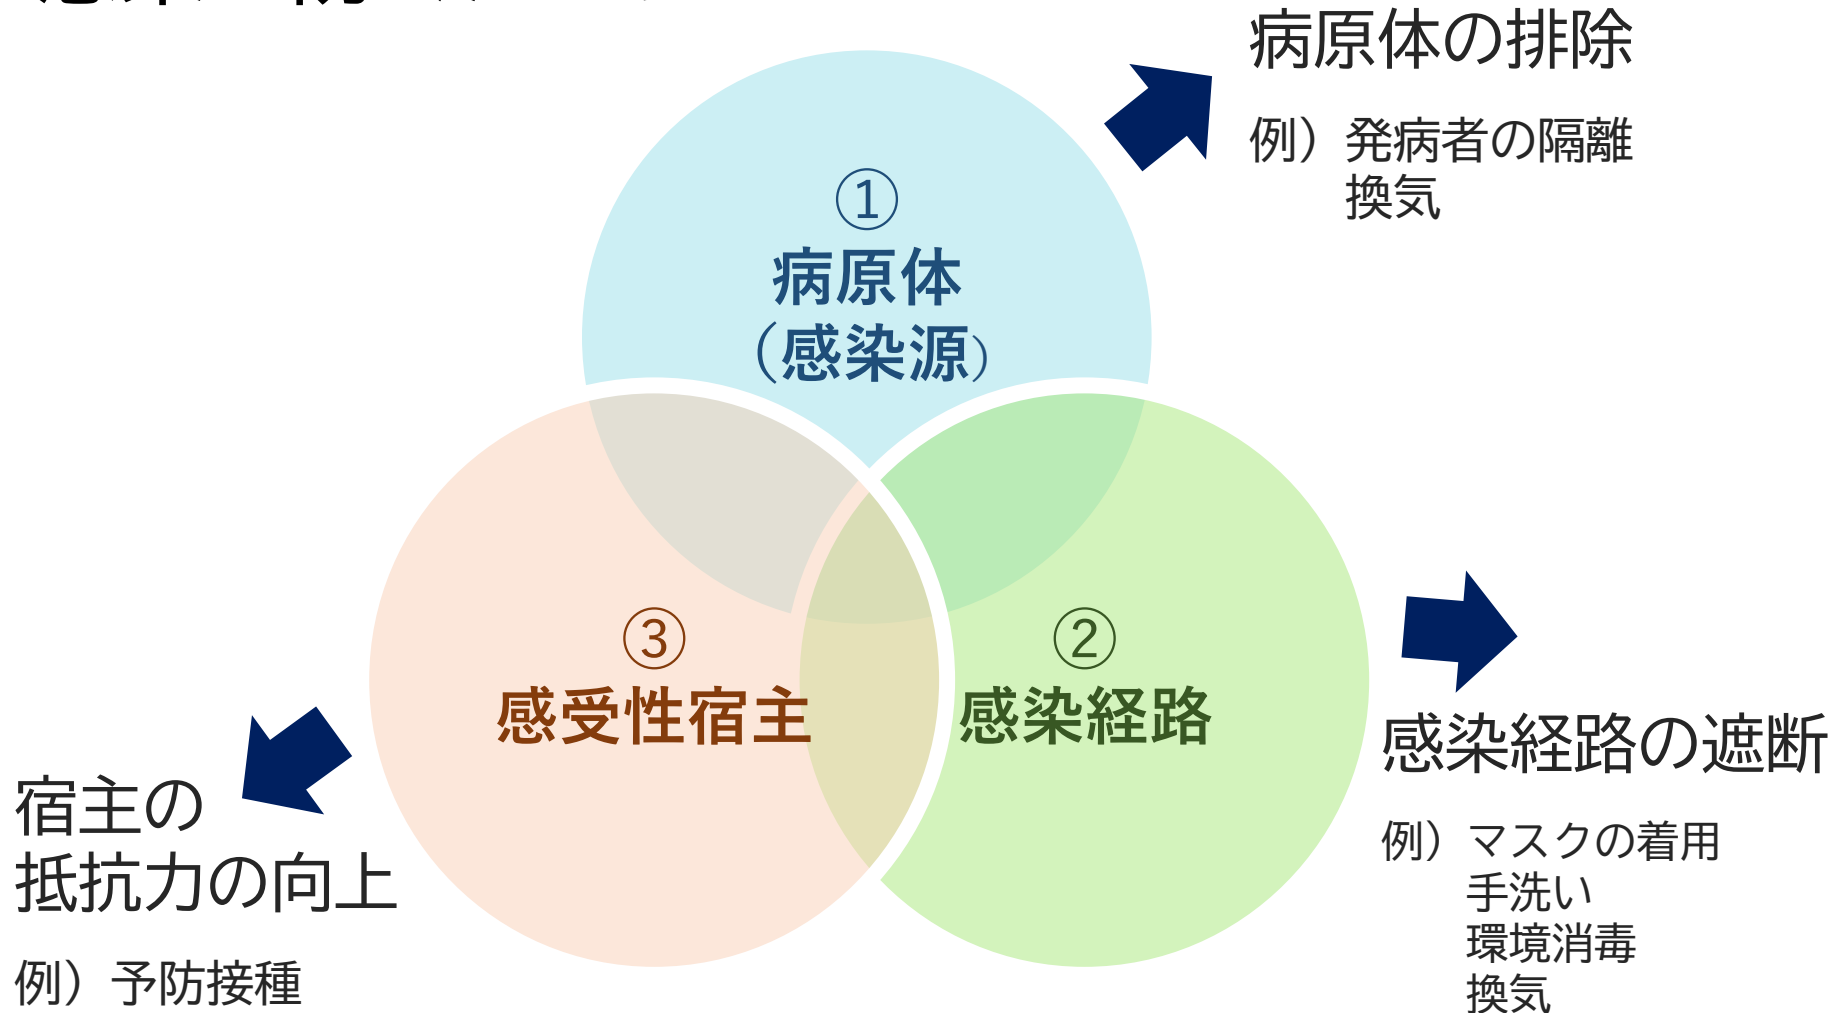 病原体の排除
例）発病者の隔離
換気
①
病原体
（感染源）
③
感受性宿主
②
感染経路
感染経路の遮断
例）マスクの着用
手洗い
環境消毒
換気
宿主の
抵抗力の向上
例）予防接種